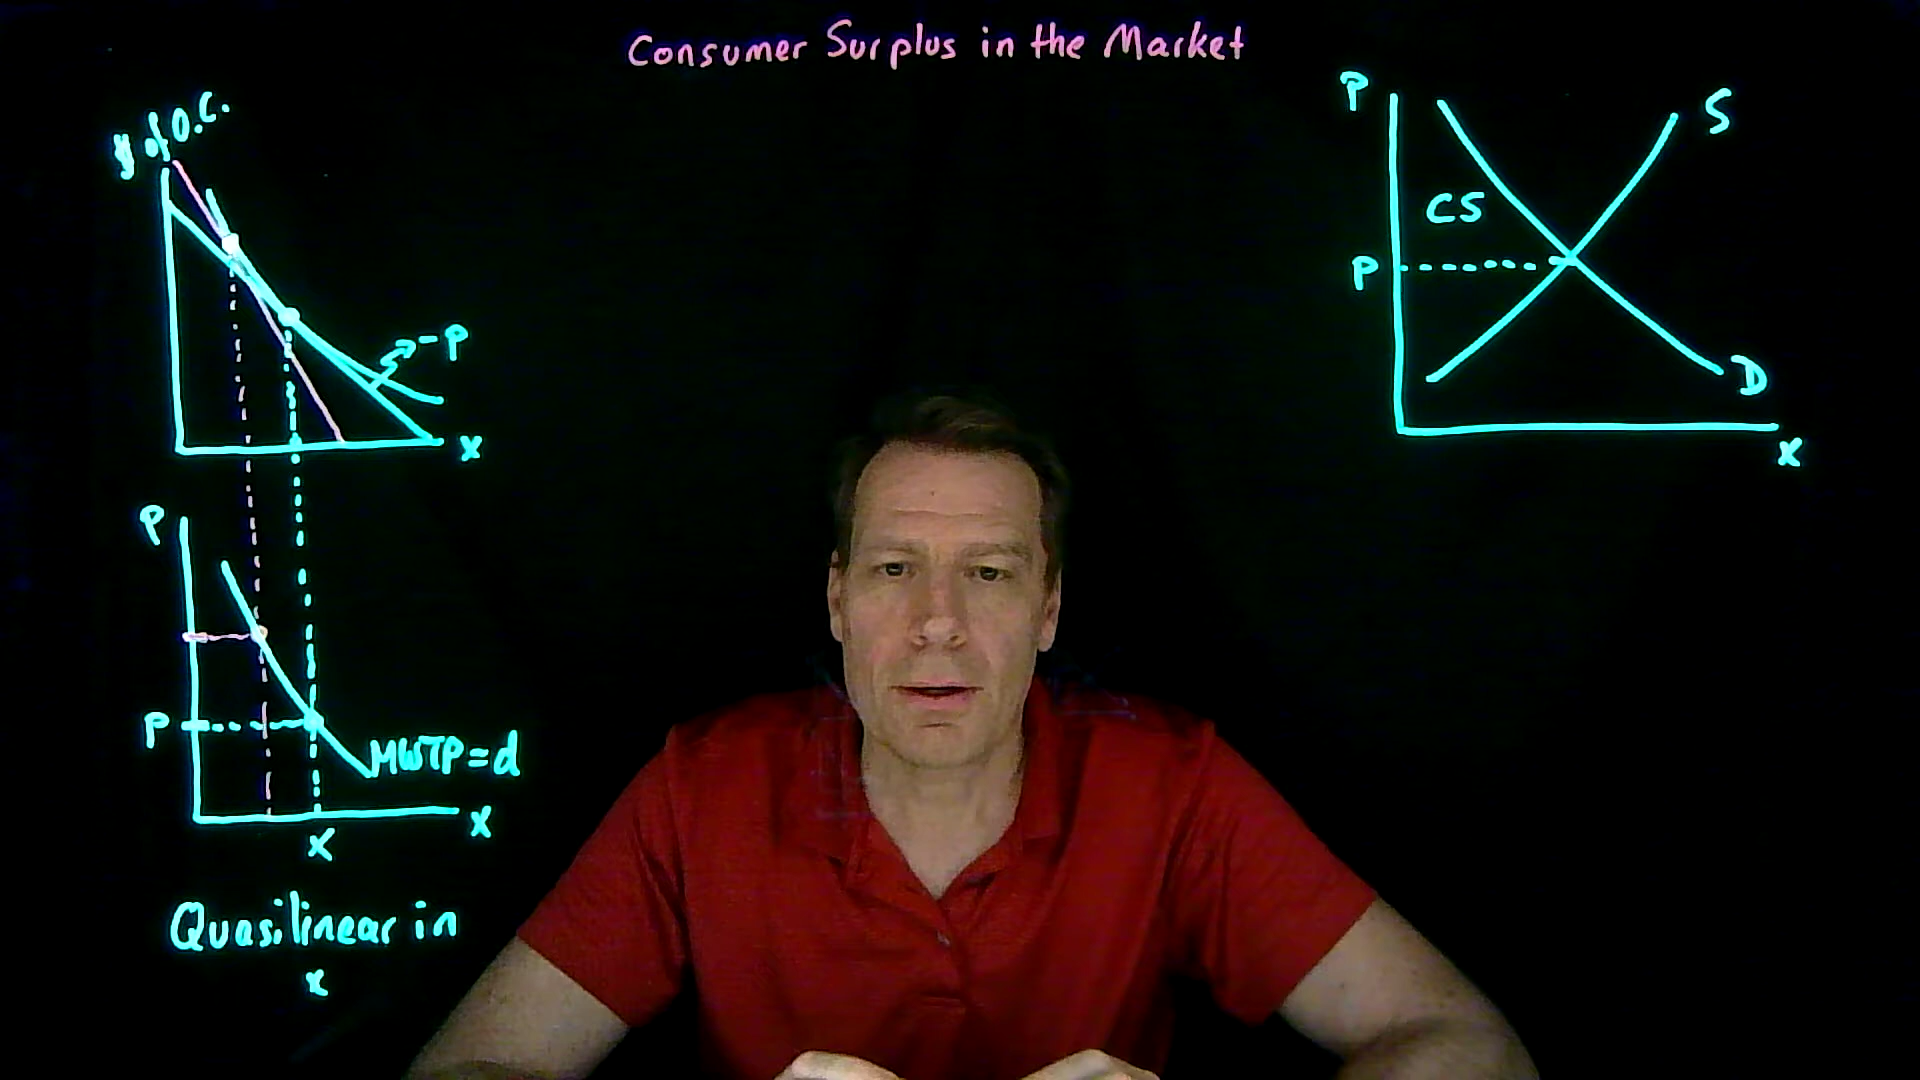 Consumer Surplus in the Market
y of O.C.
-P
x
P
P
MWTP=d
x
x
Quasilinear in
x
P
S
CS
P
D
x